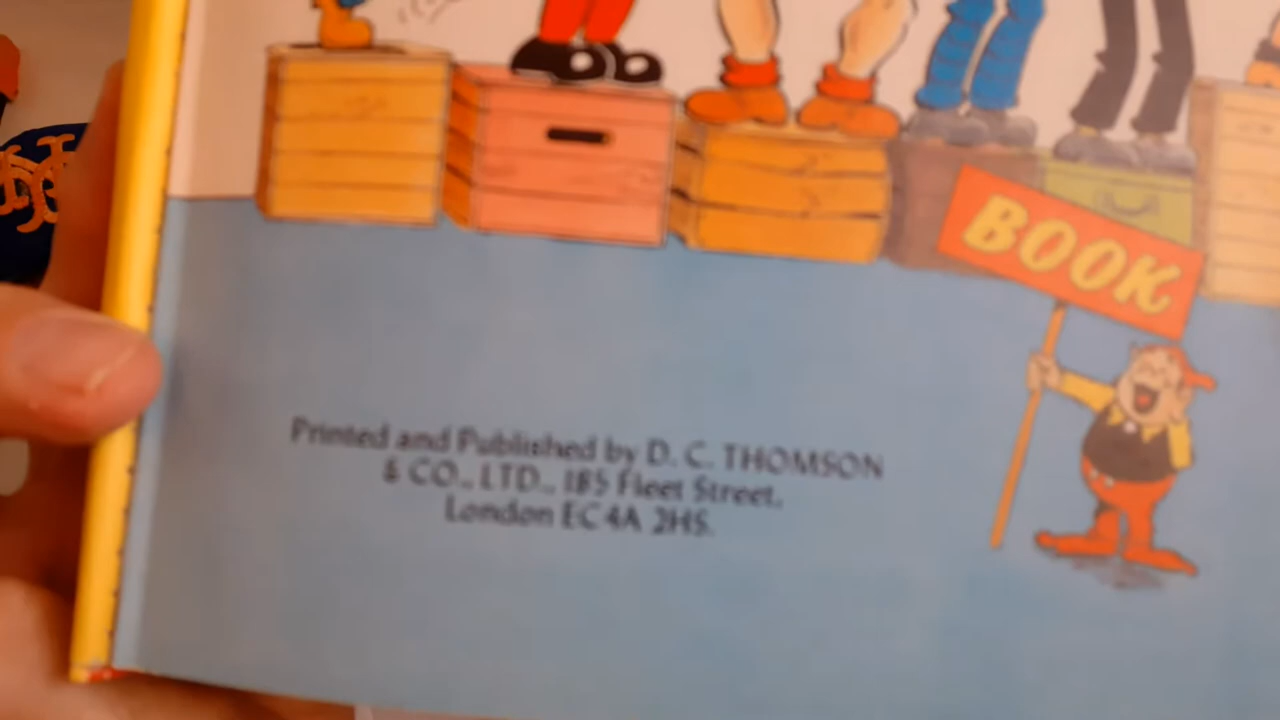 BOOK
Printed and Published by D. C. THOMSON
& CO., LTD., 185 Fleet Street,
London EC4A 2HS.